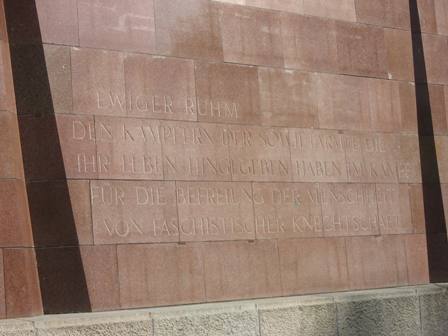 EWIGER RUHM
DEN KÄMPFERN DER SOWJETARMEE DIE
IHR LEBEN HINGEGEBEN HABEN IM KAMPF
FÜR DIE BEFREIUNG DER MENSCHHEIT
VON FASCHISTISCHER KNECHTSCHAFT